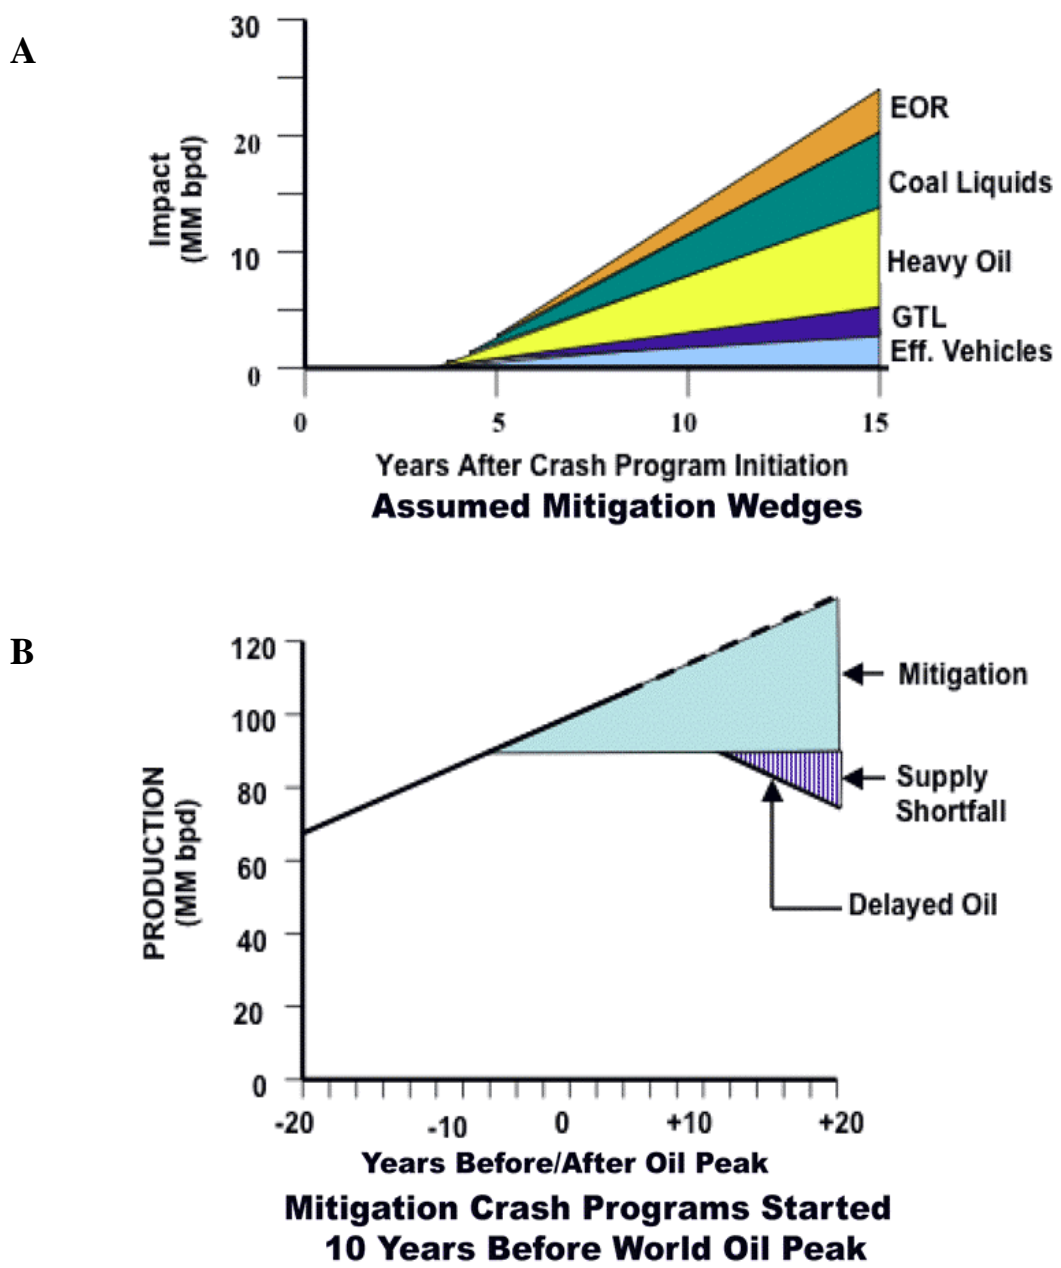 A
30
20
10
0
Impact
(MM bpd)
EOR
Coal Liquids
Heavy Oil
GTL
Eff. Vehicles
0 5 10 15
Years After Crash Program Initiation
Assumed Mitigation Wedges
B
120
100
80
60
40
20
0
PRODUCTION
(MM bpd)
Mitigation
Supply
Shortfall
Delayed Oil
-20 -10 0 +10 +20
Years Before/After Oil Peak
Mitigation Crash Programs Started
10 Years Before World Oil Peak